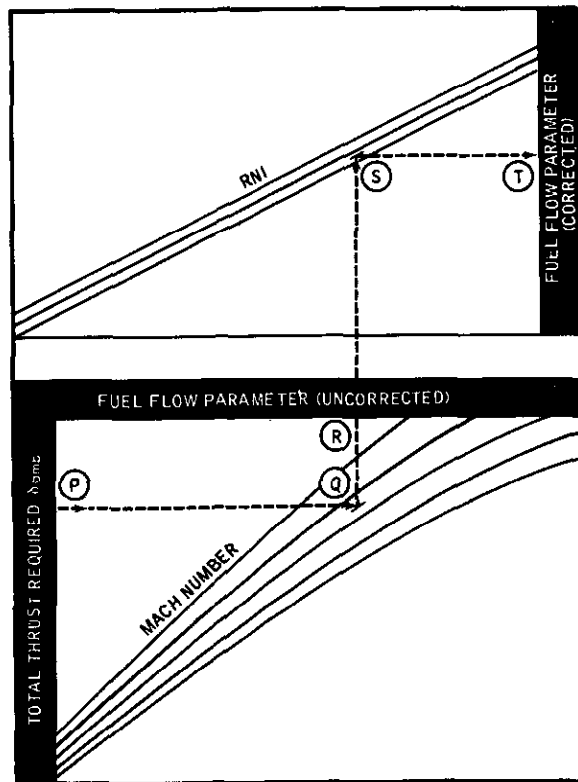 RNI
S
T
FUEL FLOW PARAMETER
(CORRECTED)
FUEL FLOW PARAMETER (UNCORRECTED)
R
P
Q
MACH NUMBER
TOTAL THRUST REQUIRED